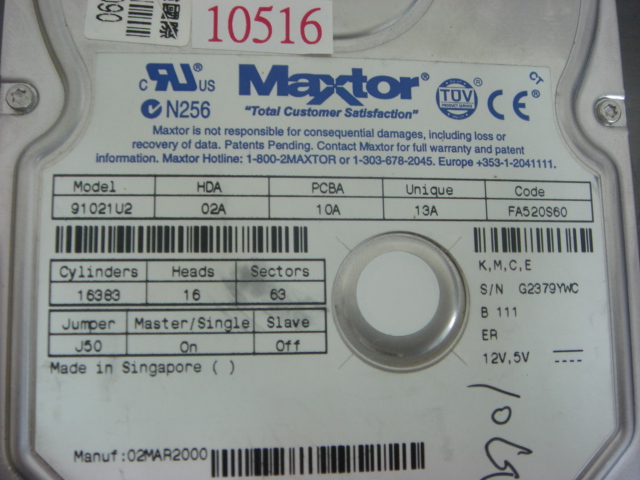 060
10516
c UL US
Maxtor®
TÜV
CE
CT
N256
"Total Customer Satisfaction"
Maxtor is not responsible for consequential damages, including loss or
recovery of data. Patents Pending. Contact Maxtor for full warranty and patent
information. Maxtor Hotline: 1-800-2MAXTOR or 1-303-678-2045. Europe +353-1-2041111.
Model HDA PCBA Unique Code
91021U2 02A 10A 13A FA520S60
Cylinders Heads Sectors
16383 16 63
K,M,C,E
S/N G2379YWC
B 111
ER
12V,5V
Jumper Master/Single Slave
J50 On Off
Made in Singapore ( )
10G
Manuf:02MAR2000